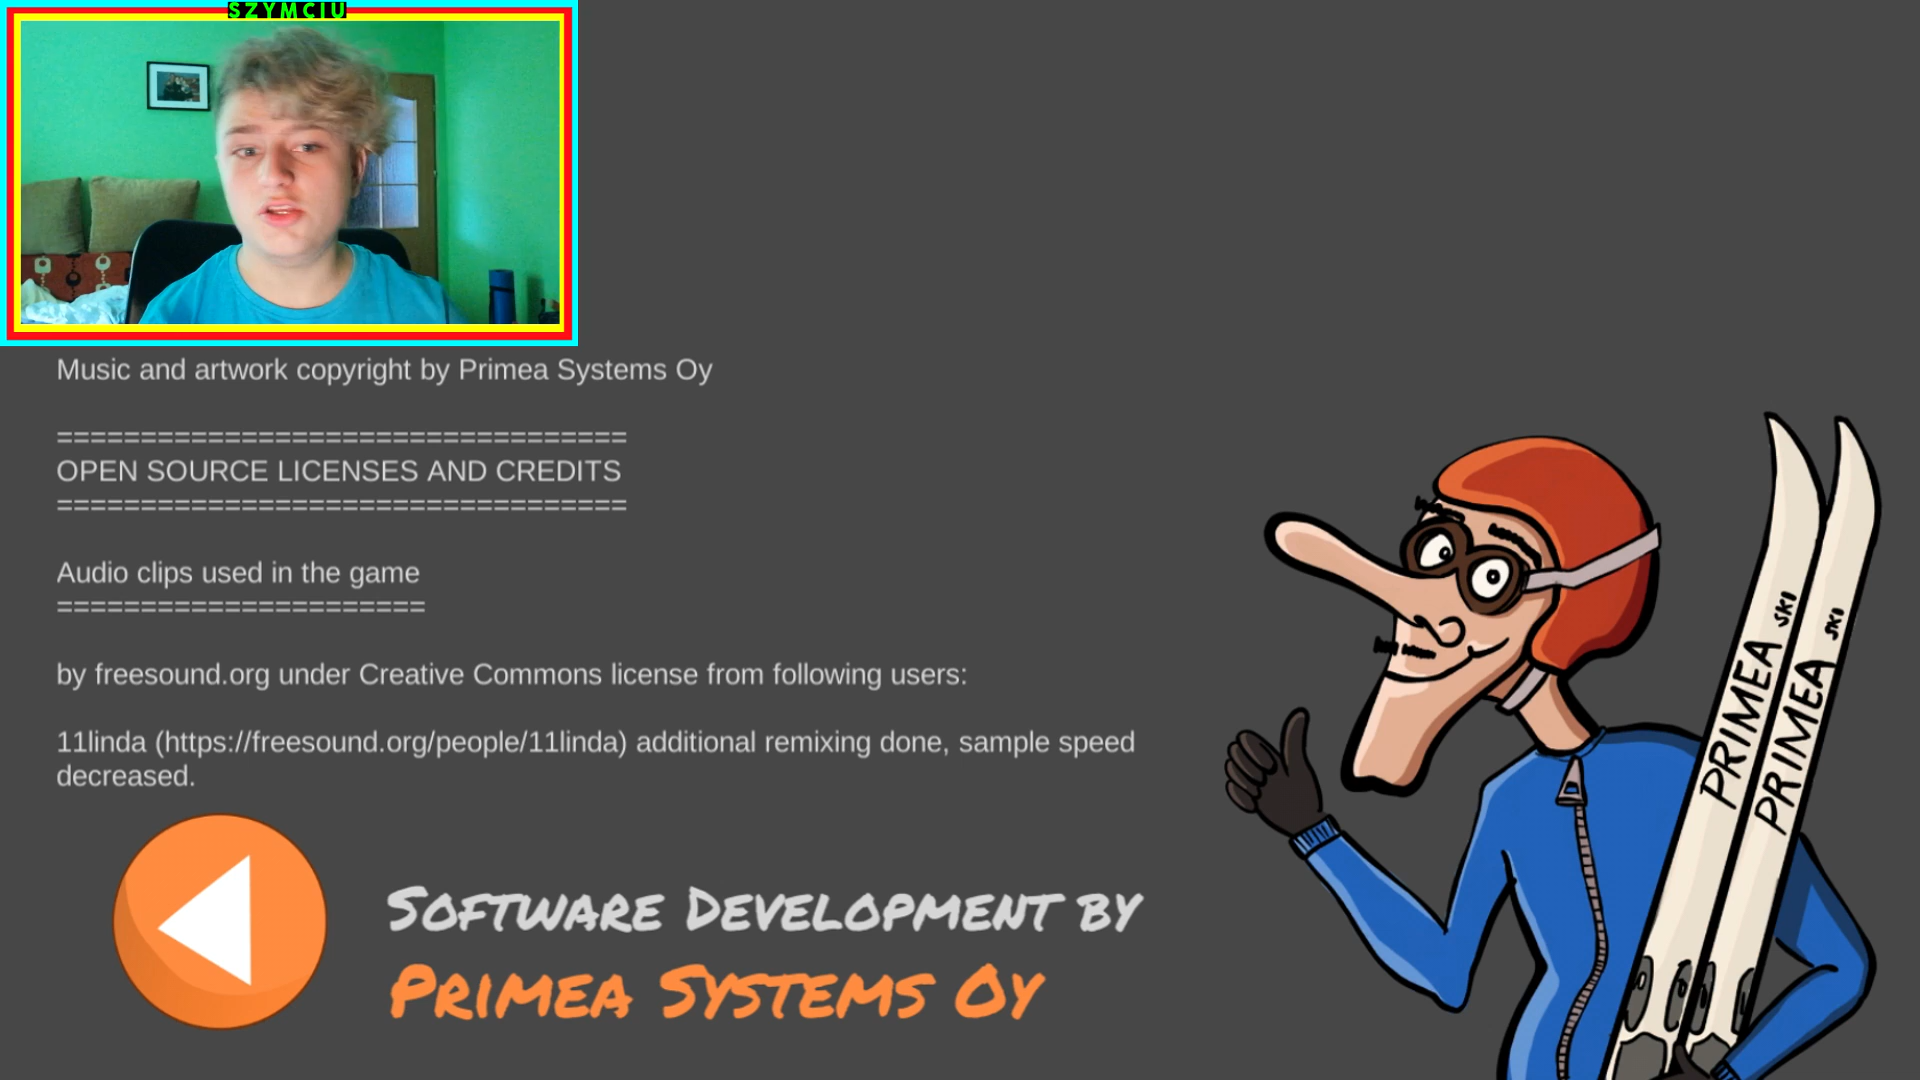 SZYMCIU
Music and artwork copyright by Primea Systems Oy
==================================
OPEN SOURCE LICENSES AND CREDITS
==================================
Audio clips used in the game
======================
by freesound.org under Creative Commons license from following users:
11linda (https://freesound.org/people/11linda) additional remixing done, sample speed
decreased.
Software Development by
Primea Systems Oy
PRIMEA SKI
PRIMEA SKI